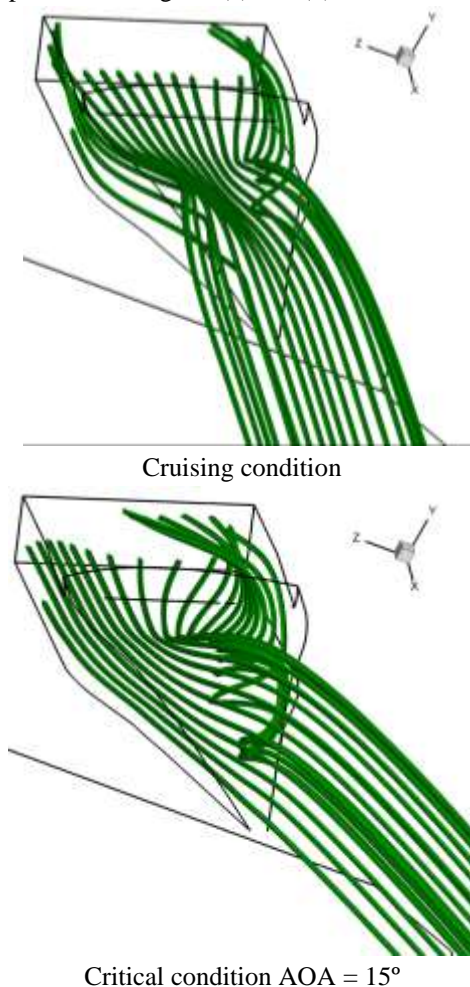 Y
Z
X
Cruising condition
Y
Z
X
Critical condition AOA = 15º